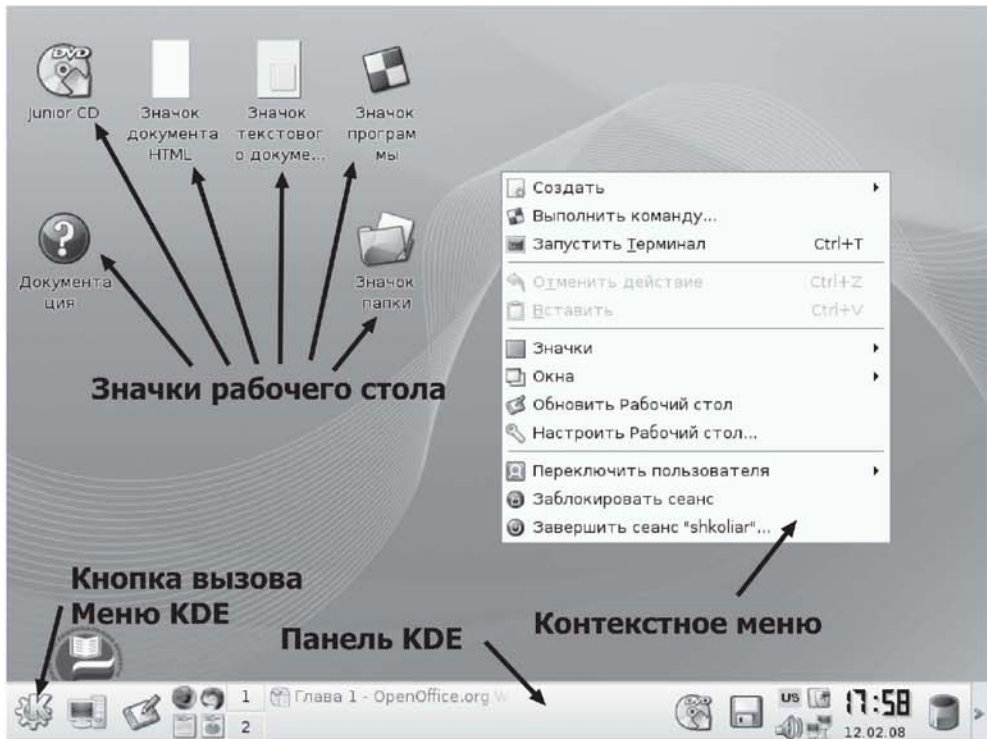 DVD
Junior CD
Значок
документа
HTML
Значок
текстовог
о докуме...
Значок
програм
мы
Документа
ция
Значок
папки
Значки рабочего стола
Создать
Выполнить команду...
Запустить Терминал Ctrl+T
Отменить действие Ctrl+Z
Вставить Ctrl+V
Значки
Окна
Обновить Рабочий стол
Настроить Рабочий стол...
Переключить пользователя
Заблокировать сеанс
Завершить сеанс "shkoliar"...
Кнопка вызова
Меню KDE
Панель KDE
Контекстное меню
1
2
Глава 1 - OpenOffice.org W
US
17:58
12.02.08